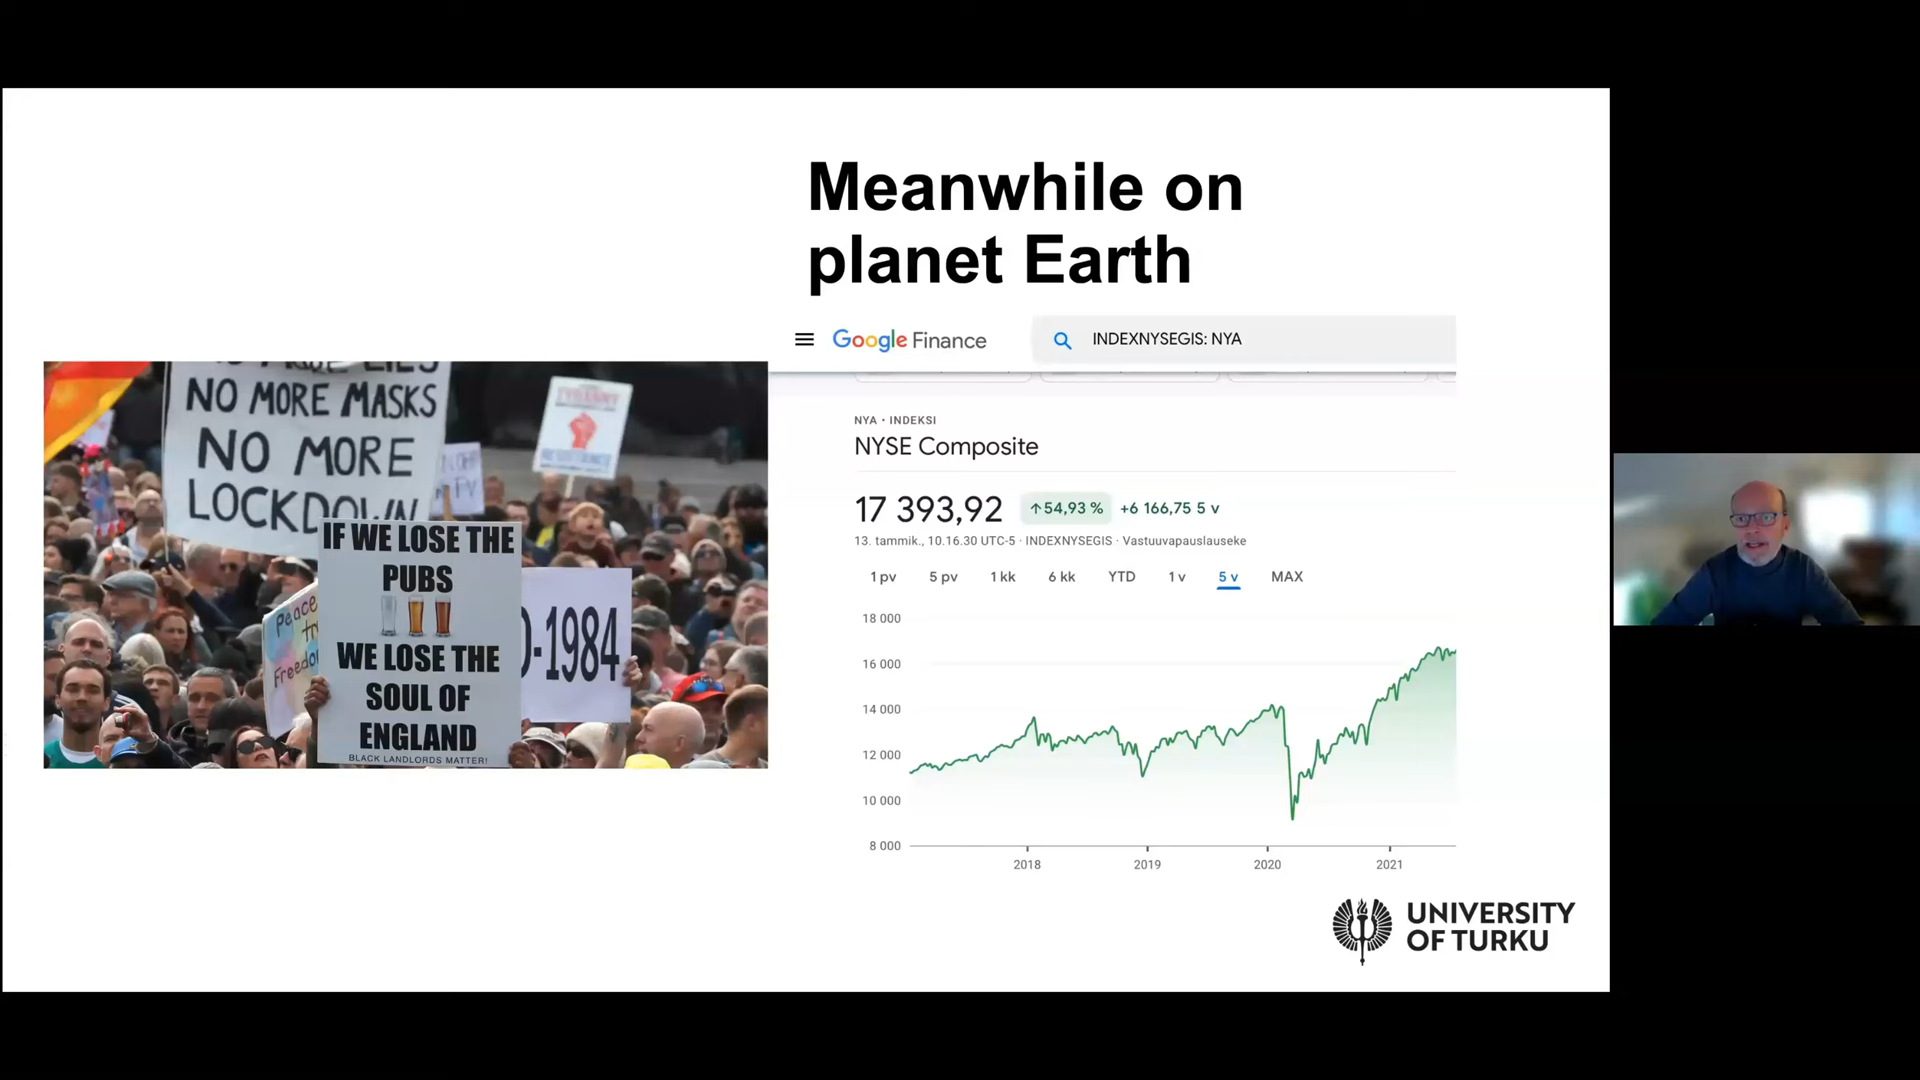 Meanwhile on
planet Earth
Google Finance
INDEXNYSEGIS: NYA
NYA • INDEKSI
NYSE Composite
17 393,92 ↑54,93 % +6 166,75 5 v
13. tammik., 10.16.30 UTC-5 · INDEXNYSEGIS · Vastuuvapauslauseke
1 pv 5 pv 1 kk 6 kk YTD 1 v 5 v MAX
18 000
16 000
14 000
12 000
10 000
8 000
2018 2019 2020 2021
LIES
NO MORE MASKS
NO MORE
LOCKDOWN
TYRANNY
IF WE LOSE THE
PUBS
WE LOSE THE
SOUL OF
ENGLAND
BLACK LANDLORDS MATTER!
Peace
Freedo
-1984
UNIVERSITY
OF TURKU